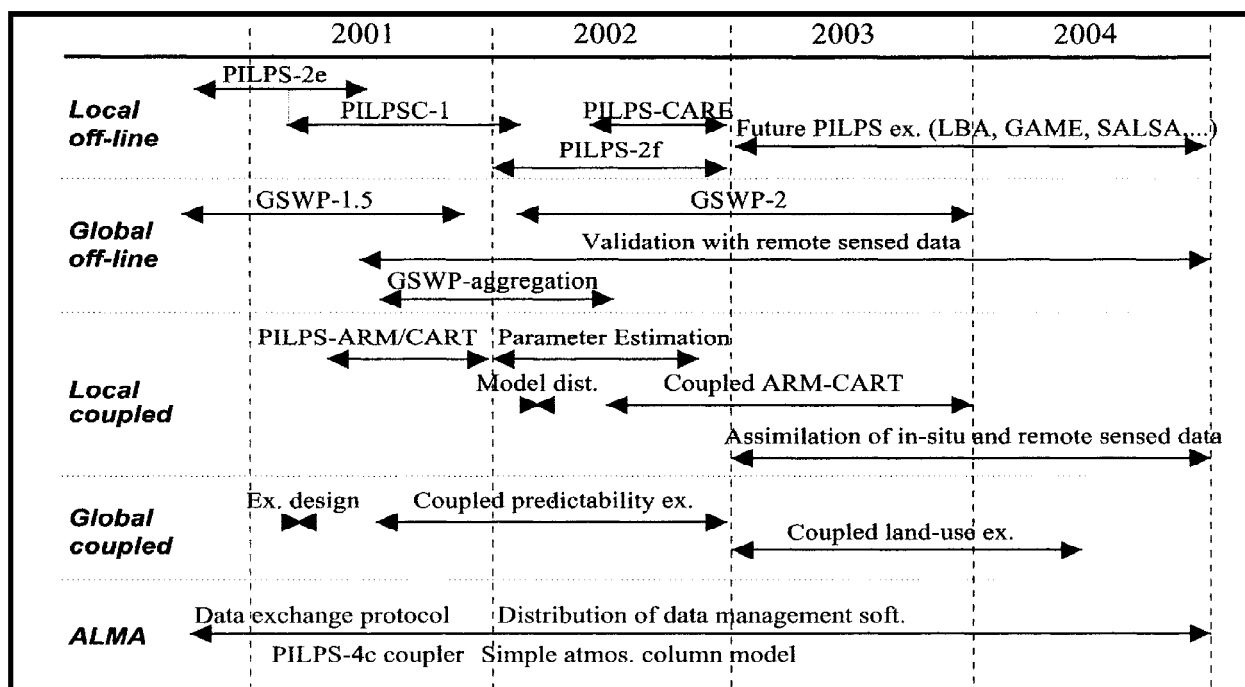 2001 2002 2003 2004
Local
off-line
PILPS-2e
PILPSC-1
PILPS-CARE
Future PILPS ex. (LBA, GAME, SALSA,...)
PILPS-2f
Global
off-line
GSWP-1.5
GSWP-2
Validation with remote sensed data
GSWP-aggregation
Local
coupled
PILPS-ARM/CART
Parameter Estimation
Model dist.
Coupled ARM-CART
Assimilation of in-situ and remote sensed data
Global
coupled
Ex. design
Coupled predictability ex.
Coupled land-use ex.
ALMA
Data exchange protocol
Distribution of data management soft.
PILPS-4c coupler
Simple atmos. column model